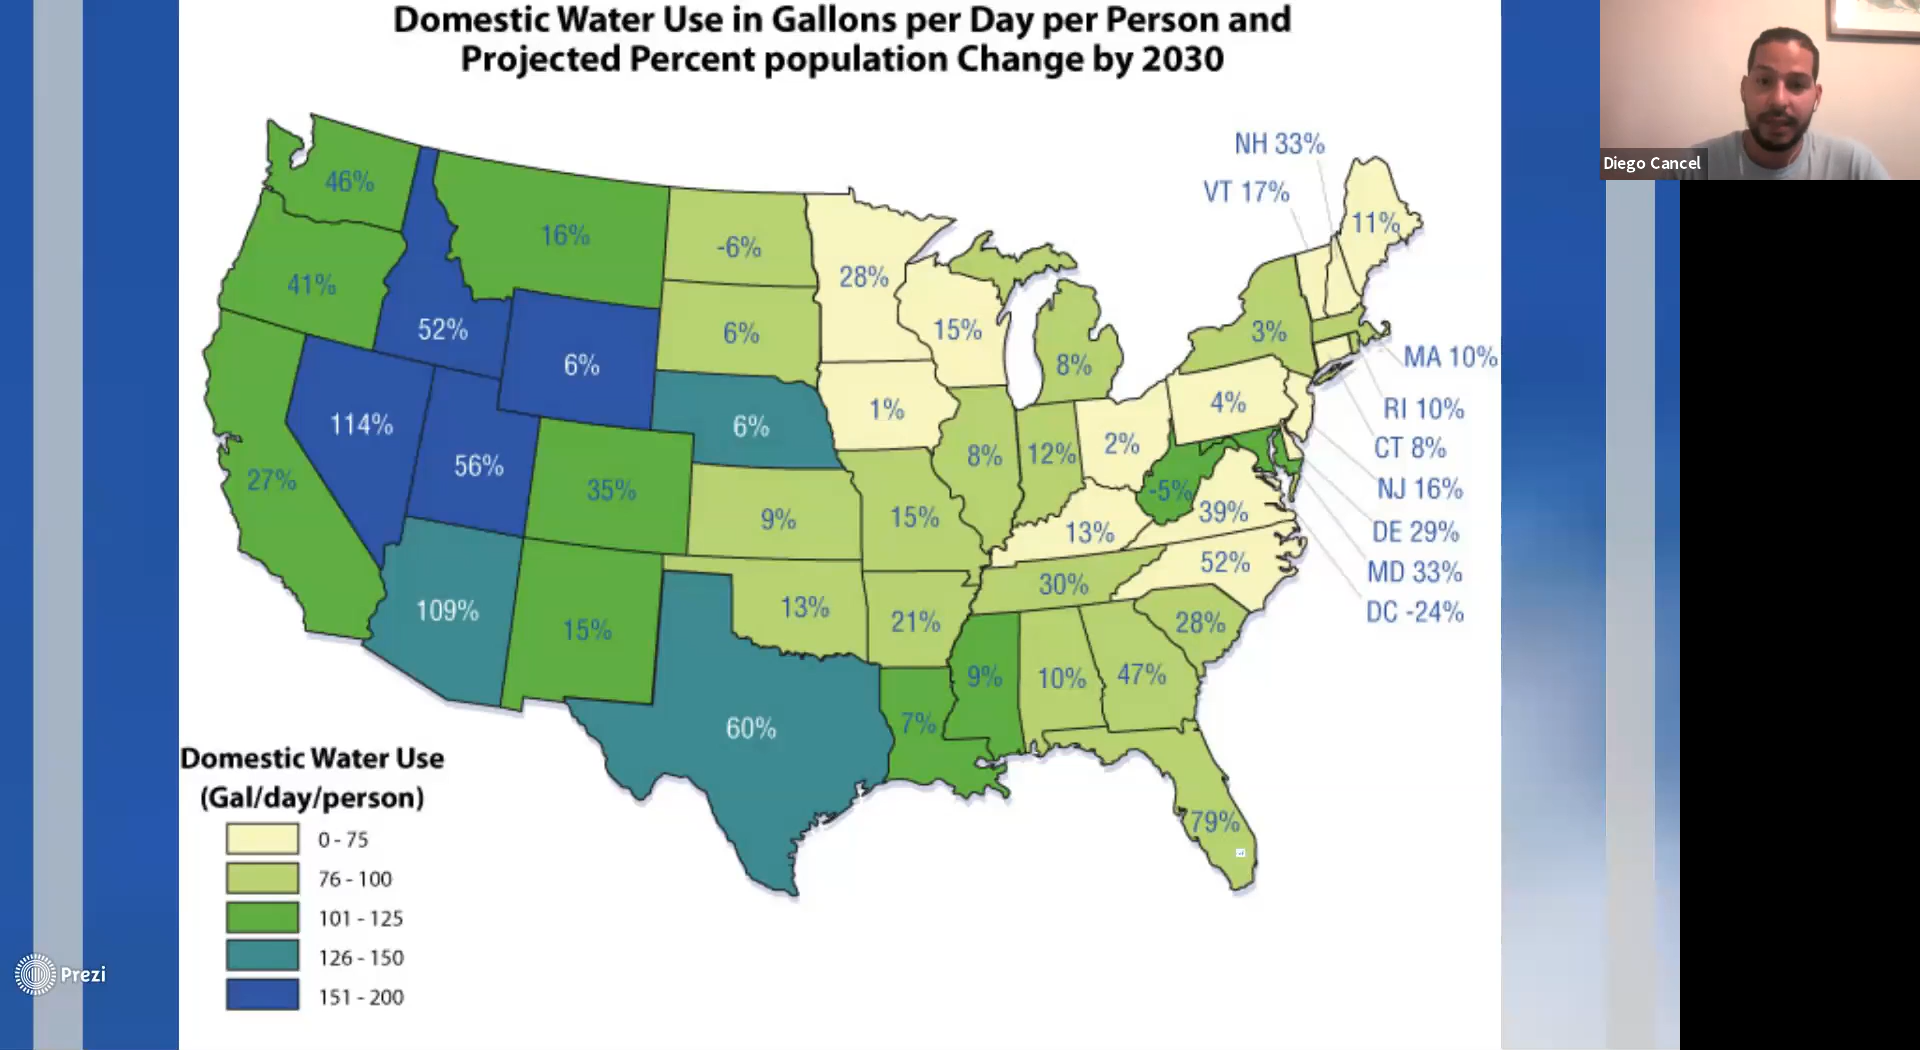 Domestic Water Use in Gallons per Day per Person and
Projected Percent population Change by 2030
Diego Cancel
NH 33%
VT 17%
11%
46%
16%
-6%
28%
41%
52%
6%
6%
15%
8%
3%
MA 10%
114%
56%
6%
1%
4%
RI 10%
27%
35%
9%
15%
8%
12%
2%
CT 8%
-5%
39%
NJ 16%
13%
DE 29%
52%
MD 33%
109%
15%
13%
21%
30%
28%
DC -24%
60%
7%
9%
10%
47%
79%
Domestic Water Use
(Gal/day/person)
0 - 75
76 - 100
101 - 125
126 - 150
151 - 200
Prezi